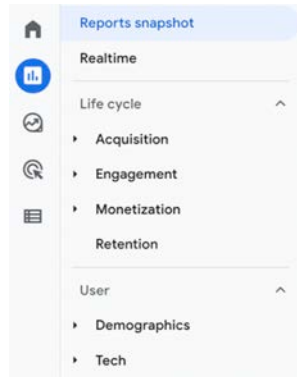 Reports snapshot
Realtime
Life cycle
Acquisition
Engagement
Monetization
Retention
User
Demographics
Tech